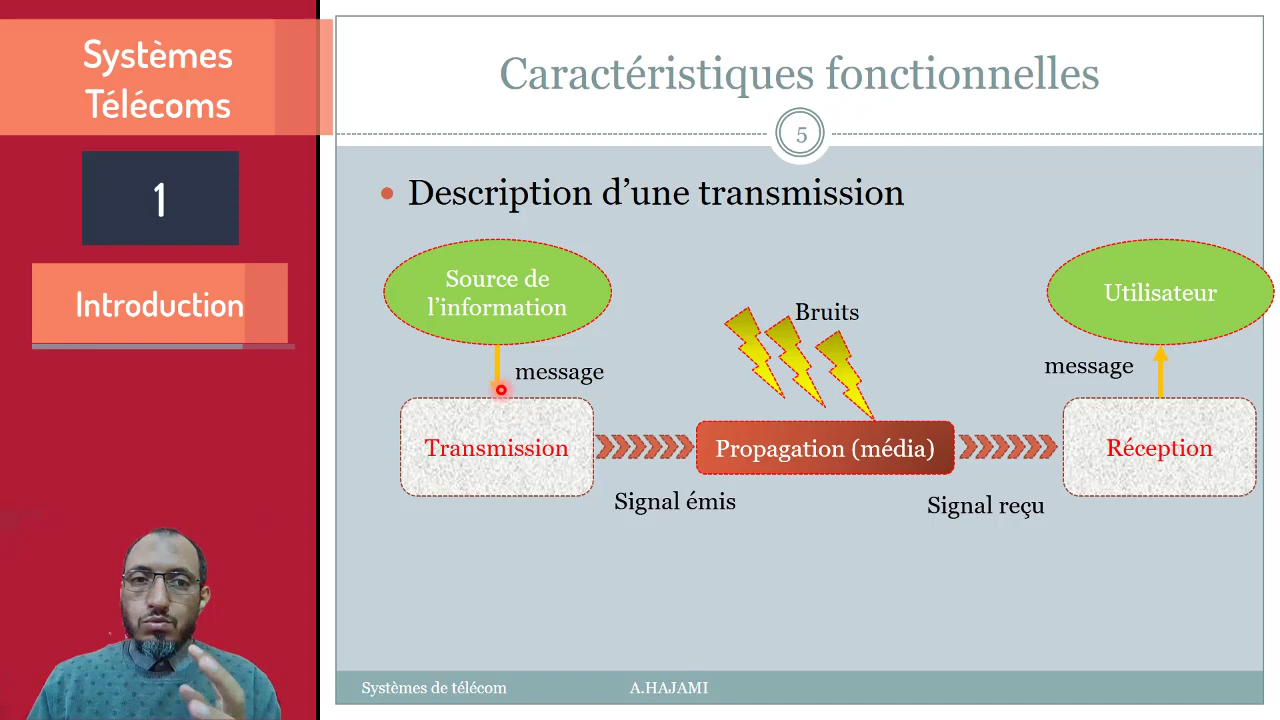 Systèmes
Télécoms
1
Introduction
Caractéristiques fonctionnelles
5
• Description d’une transmission
Source de
l’information
Utilisateur
Bruits
message
message
Transmission
Propagation (média)
Réception
Signal émis
Signal reçu
Systèmes de télécom
A.HAJAMI